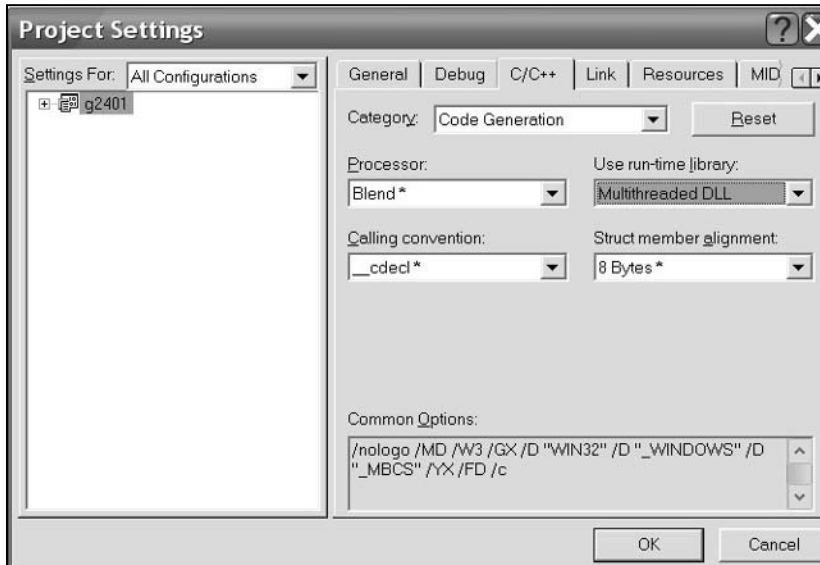 Project Settings
Settings For: All Configurations
g2401
General Debug C/C++ Link Resources MID
Category: Code Generation Reset
Processor: Use run-time library:
Blend * Multithreaded DLL
Calling convention: Struct member alignment:
__cdecl * 8 Bytes *
Common Options:
/nologo /MD /W3 /GX /D "WIN32" /D "_WINDOWS" /D
"_MBCS" /YX /FD /c
OK Cancel